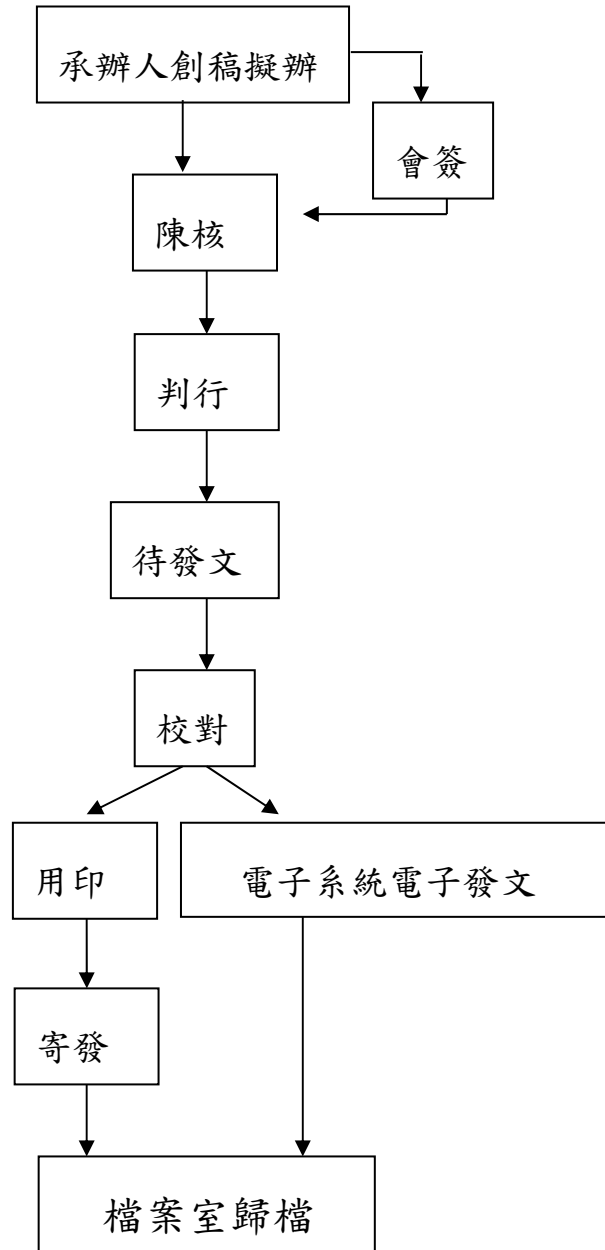 承辦人創稿擬辦
會簽
陳核
判行
待發文
校對
用印
電子系統電子發文
寄發
檔案室歸檔